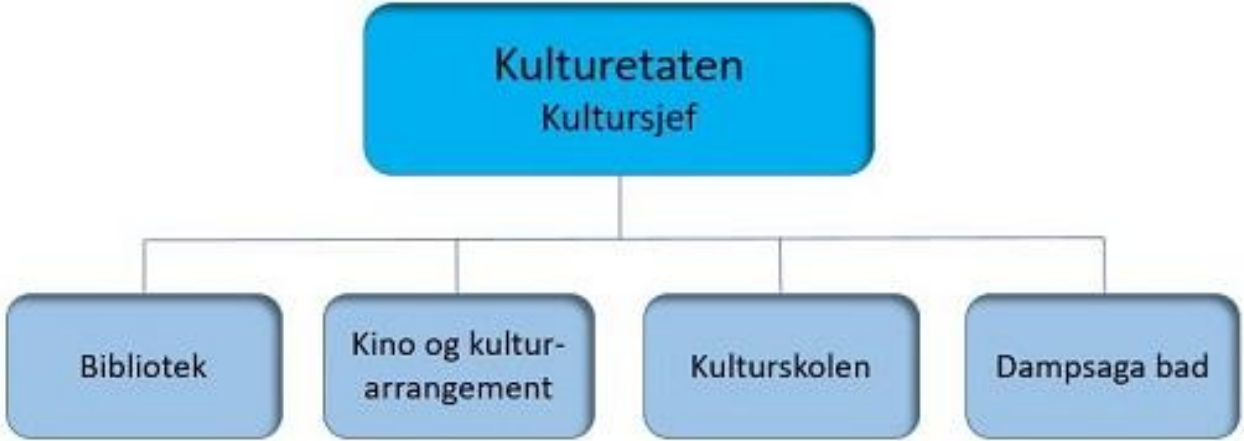 Kulturetaten
Kultursjef
Bibliotek
Kino og kultur-
arrangement
Kulturskolen
Dampsaga bad